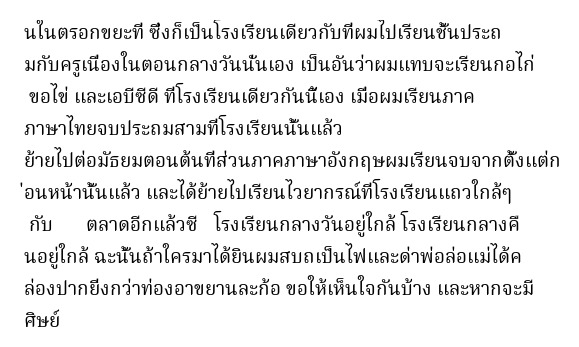 นในตรอกขยะที่ ซึ่งก็เป็นโรงเรียนเดียวกับที่ผมไปเรียนชั้นประถ
มกับครูเนื่องในตอนกลางวันนั้นเอง เป็นอันว่าผมแทบจะเรียนกอไก่
ขอไข่ และเอบีซีดี ที่โรงเรียนเดียวกันนี้เอง เมื่อผมเรียนภาค
ภาษาไทยจบประถมสามที่โรงเรียนนั้นแล้ว
ย้ายไปต่อมัธยมตอนต้นที่ส่วนภาคภาษาอังกฤษผมเรียนจบจากตั้งแต่ก
่อนหน้านั้นแล้ว และได้ย้ายไปเรียนไวยากรณ์ที่โรงเรียนแถวใกล้ๆ
กับ ตลาดอีกแล้วซี โรงเรียนกลางวันอยู่ใกล้ โรงเรียนกลางคื
นอยู่ใกล้ ฉะนั้นถ้าใครมาได้ยินผมสบถเป็นไฟและด่าพ่อล่อแม่ได้ค
ล่องปากยิ่งกว่าท่องอาขยานละก้อ ขอให้เห็นใจกันบ้าง และหากจะมี
ศิษย์